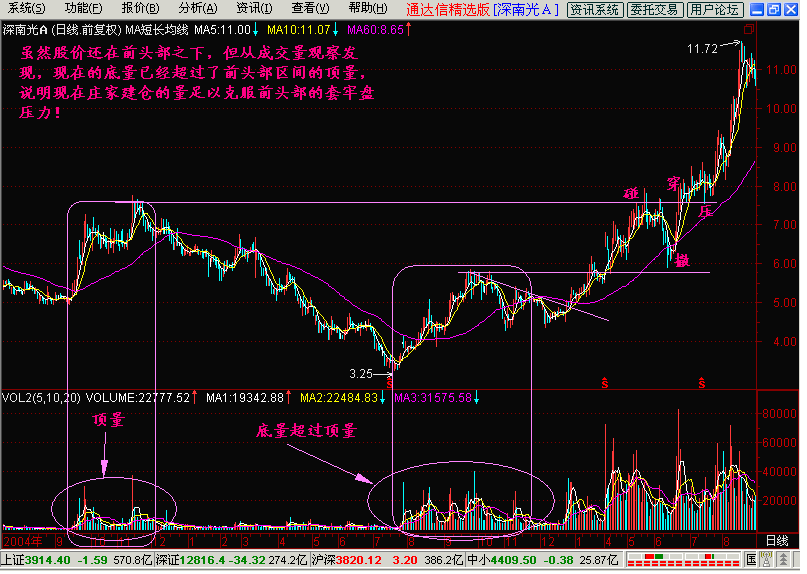 系统(S) 功能(F) 报价(B) 分析(A) 资讯(I) 查看(V) 帮助(H) 通达信精选版 [深南光A] 资讯系统 委托交易 用户论坛
深南光A (日线.前复权) MA短长均线 MA5:11.00↓ MA10:11.07↓ MA60:8.65↑
虽然股价还在前头部之下，但从成交量观察发
现，现在的底量已经超过了前头部区间的顶量，
说明现在庄家建仓的量足以克服前头部的套牢盘
压力！
11.72
11.00
10.00
9.00
8.00
7.00
6.00
5.00
4.00
碰
穿
压
撤
3.25
S S S
VOL2(5,10,20) VOLUME:22777.52↑ MA1:19342.88↑ MA2:22484.83↓ MA3:31575.58↓
顶量
底量超过顶量
80000
60000
40000
20000
2004年 9 10 11 12 2 3 4 5 6 7 8 9 10 11 12 3 4 5 6 7 8 日线
上证3914.40 -1.59 570.8亿 深证12816.4 -34.32 274.2亿 沪深3820.12 3.20 386.2亿 中小4409.50 -0.38 25.87亿 国